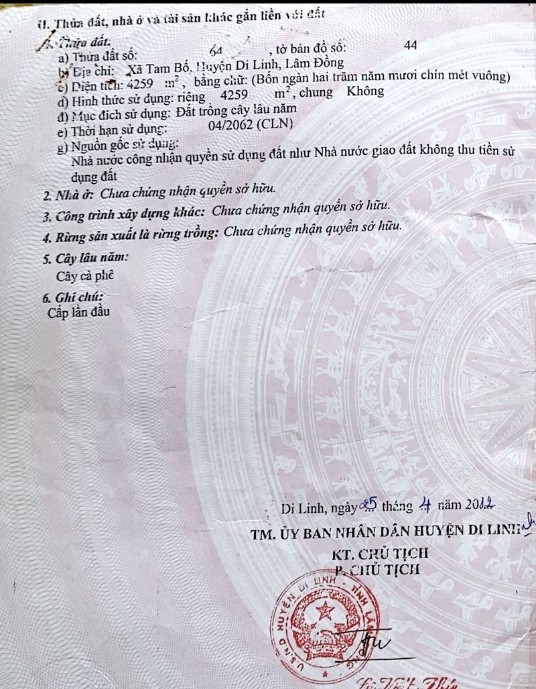 II. Thửa đất, nhà ở và tài sản khác gắn liền với đất
1. Thửa đất:
a) Thửa đất số: 64 , tờ bản đồ số: 44
b) Địa chỉ: Xã Tam Bố, Huyện Di Linh, Lâm Đồng
c) Diện tích: 4259 m², bằng chữ: (Bốn ngàn hai trăm năm mươi chín mét vuông)
d) Hình thức sử dụng: riêng 4259 m², chung Không
đ) Mục đích sử dụng: Đất trồng cây lâu năm
e) Thời hạn sử dụng: 04/2062 (CLN)
g) Nguồn gốc sử dụng:
Nhà nước công nhận quyền sử dụng đất như Nhà nước giao đất không thu tiền sử
dụng đất
2. Nhà ở: Chưa chứng nhận quyền sở hữu.
3. Công trình xây dựng khác: Chưa chứng nhận quyền sở hữu.
4. Rừng sản xuất là rừng trồng: Chưa chứng nhận quyền sở hữu.
5. Cây lâu năm:
Cây cà phê
6. Ghi chú:
Cấp lần đầu
Di Linh, ngày 25 tháng 4 năm 2012
TM. ỦY BAN NHÂN DÂN HUYỆN DI LINH
KT. CHỦ TỊCH
P. CHỦ TỊCH
U.B.N.D HUYỆN DI LINH - TỈNH LÂM ĐỒNG